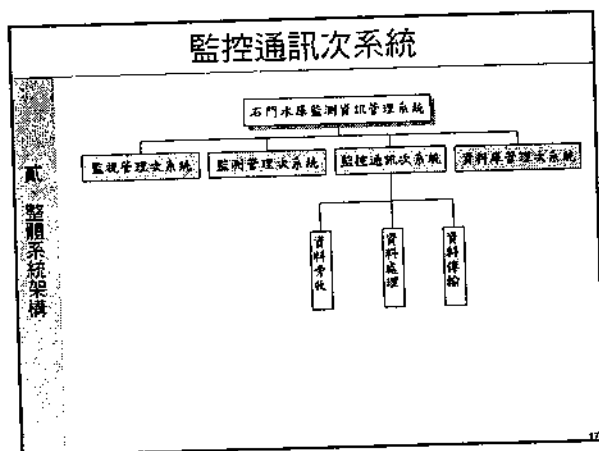 監控通訊次系統
貳 整體系統架構
石門水庫監測資訊管理系統
監視管理次系統
監測管理次系統
監控通訊次系統
資料庫管理次系統
資料旁收
資料處理
資料傳輸
17